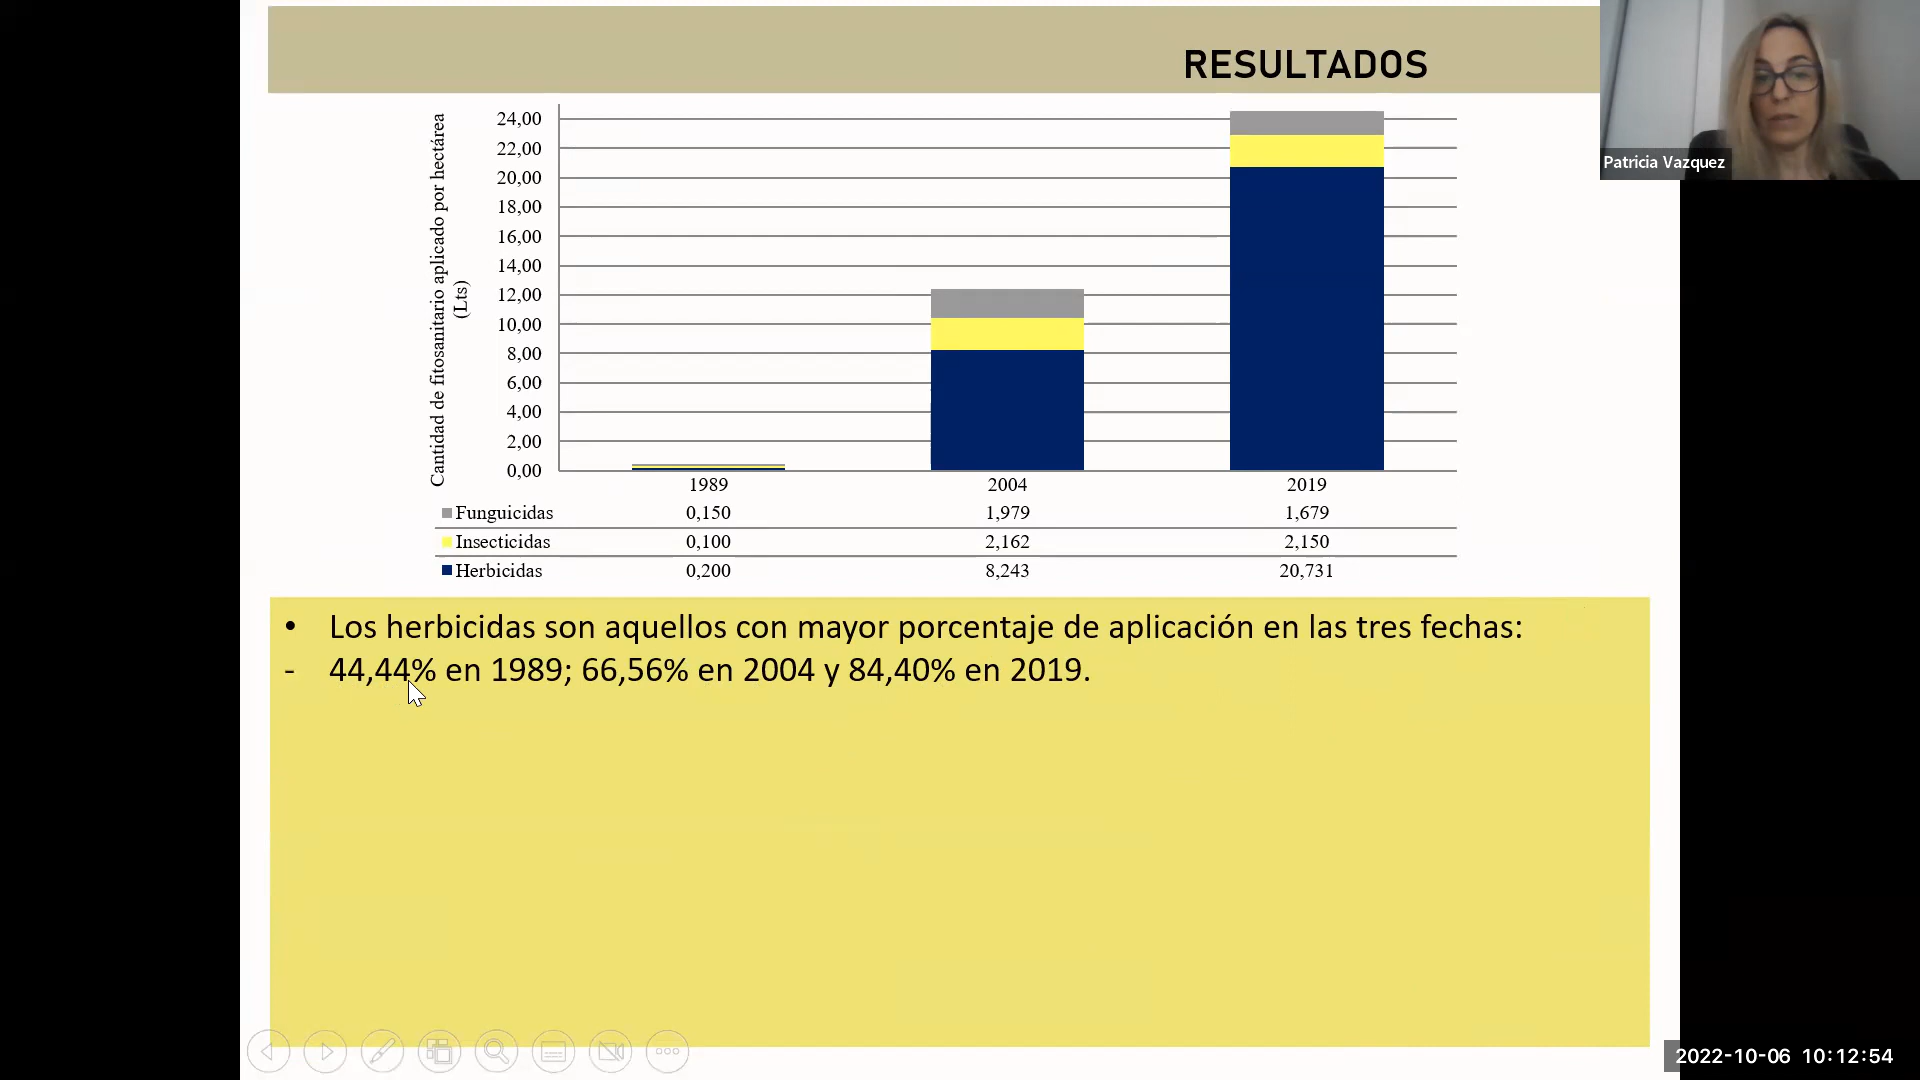 RESULTADOS
Patricia Vazquez
Cantidad de fitosanitario aplicado por hectárea
(Lts)
24,00
22,00
20,00
18,00
16,00
14,00
12,00
10,00
8,00
6,00
4,00
2,00
0,00
1989 2004 2019
Funguicidas 0,150 1,979 1,679
Insecticidas 0,100 2,162 2,150
Herbicidas 0,200 8,243 20,731
• Los herbicidas son aquellos con mayor porcentaje de aplicación en las tres fechas:
- 44,44% en 1989; 66,56% en 2004 y 84,40% en 2019.
2022-10-06 10:12:54